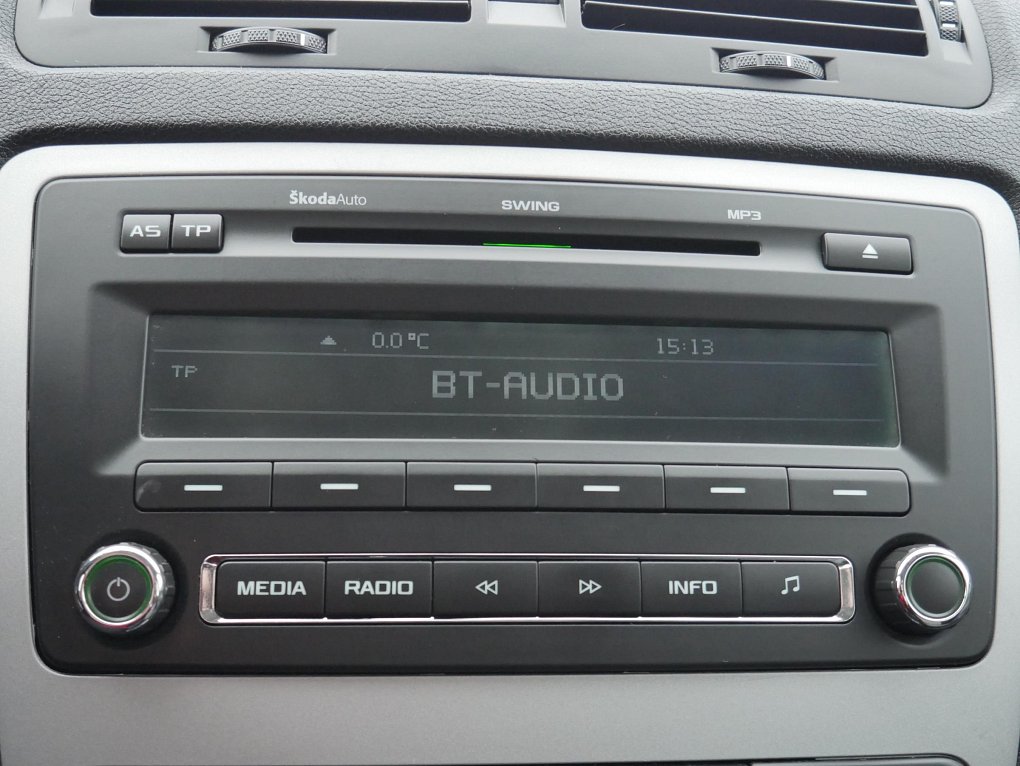 ŠkodaAuto SWING MP3
AS TP
0.0°C 15:13
TP
BT-AUDIO
MEDIA RADIO INFO